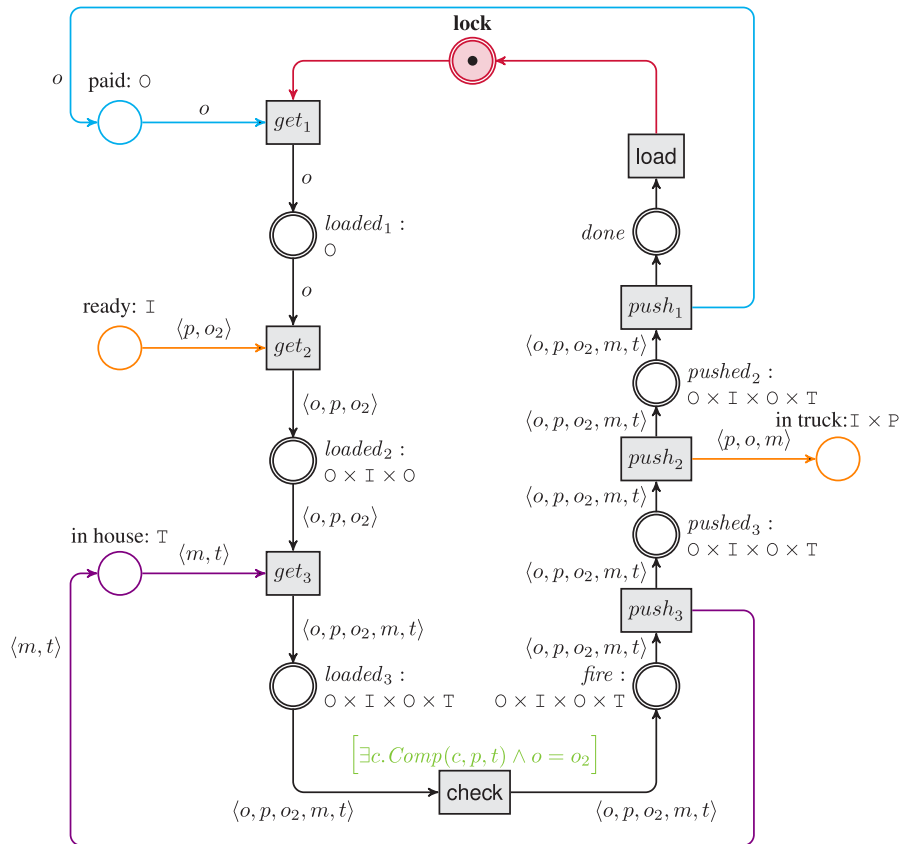 lock
o
paid: O
o
get₁
load
o
loaded₁ :
O
done
o
ready: I
push₁
⟨p, o₂⟩
get₂
⟨o, p, o₂, m, t⟩
pushed₂ :
O × I × O × T
⟨o, p, o₂⟩
⟨o, p, o₂, m, t⟩
in truck:I × P
loaded₂ :
O × I × O
push₂
⟨p, o, m⟩
⟨o, p, o₂, m, t⟩
⟨o, p, o₂⟩
pushed₃ :
O × I × O × T
in house: T
⟨m, t⟩
get₃
⟨o, p, o₂, m, t⟩
push₃
⟨o, p, o₂, m, t⟩
⟨m, t⟩
⟨o, p, o₂, m, t⟩
loaded₃ :
O × I × O × T
fire :
O × I × O × T
[∃c.Comp(c, p, t) ∧ o = o₂]
check
⟨o, p, o₂, m, t⟩
⟨o, p, o₂, m, t⟩